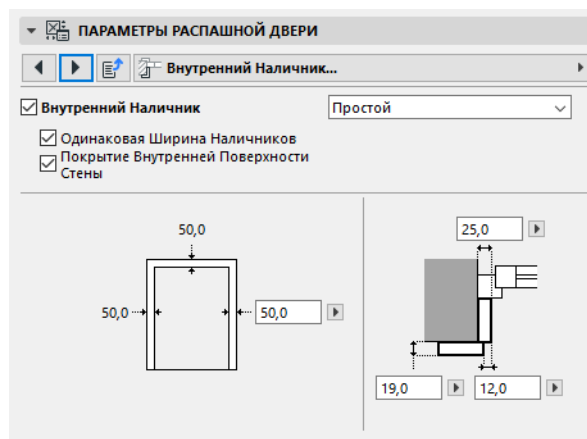 ПАРАМЕТРЫ РАСПАШНОЙ ДВЕРИ
Внутренний Наличник...
Внутренний Наличник
Простой
Одинаковая Ширина Наличников
Покрытие Внутренней Поверхности
Стены
50,0
25,0
50,0
50,0
19,0
12,0